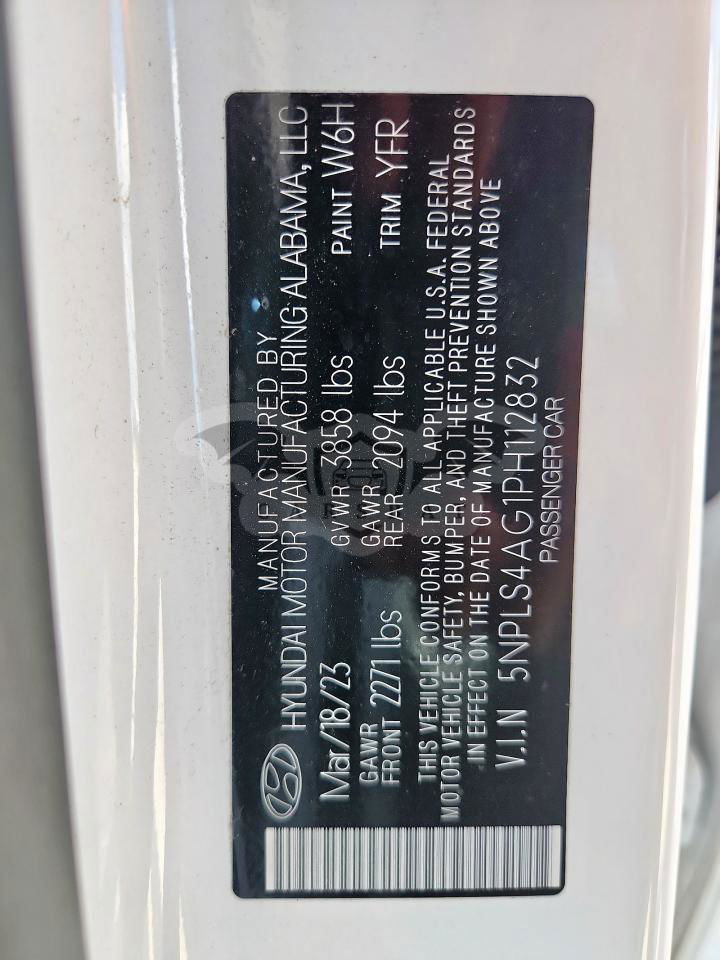 MANUFACTURED BY
HYUNDAI MOTOR MANUFACTURING ALABAMA, LLC
Mar/18/23 GVWR 3858 lbs PAINT W6H
GAWR FRONT 2271 lbs GAWR REAR 2094 lbs TRIM YFR
THIS VEHICLE CONFORMS TO ALL APPLICABLE U.S.A. FEDERAL
MOTOR VEHICLE SAFETY, BUMPER, AND THEFT PREVENTION STANDARDS
IN EFFECT ON THE DATE OF MANUFACTURE SHOWN ABOVE
V.I.N 5NPLS4AG1PH112832
PASSENGER CAR